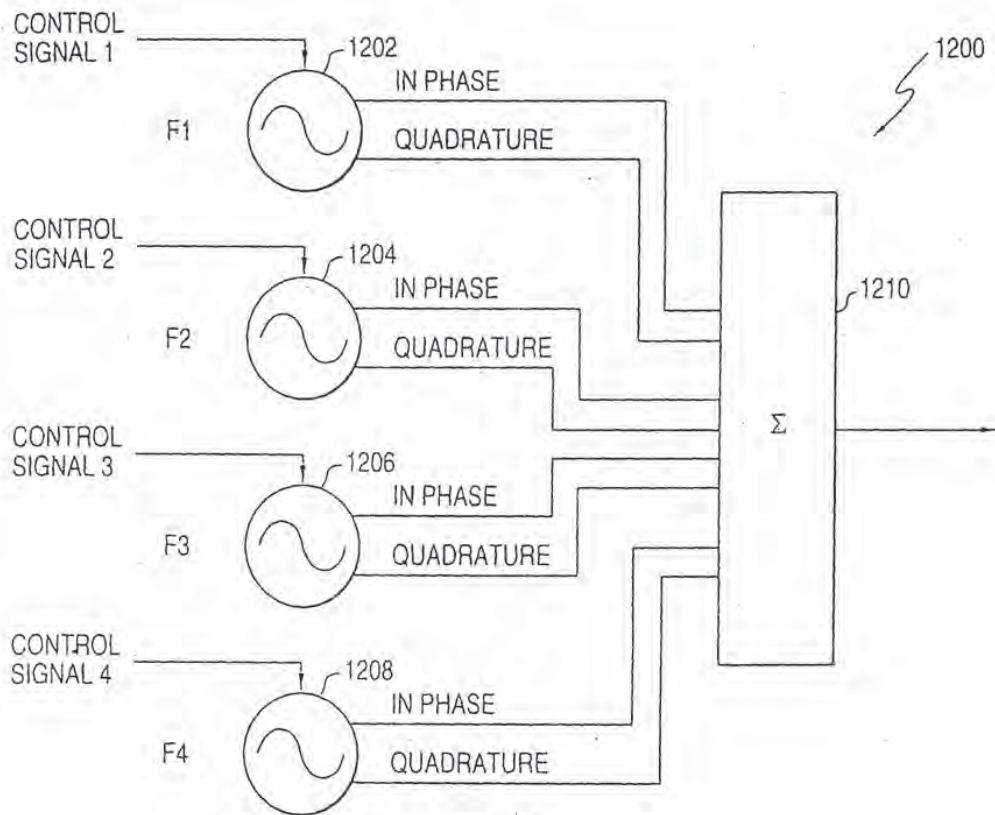 CONTROL
SIGNAL 1
1202
1200
IN PHASE
F1
QUADRATURE
CONTROL
SIGNAL 2
1204
IN PHASE
1210
F2
QUADRATURE
Σ
CONTROL
SIGNAL 3
1206
IN PHASE
F3
QUADRATURE
CONTROL
SIGNAL 4
1208
IN PHASE
F4
QUADRATURE